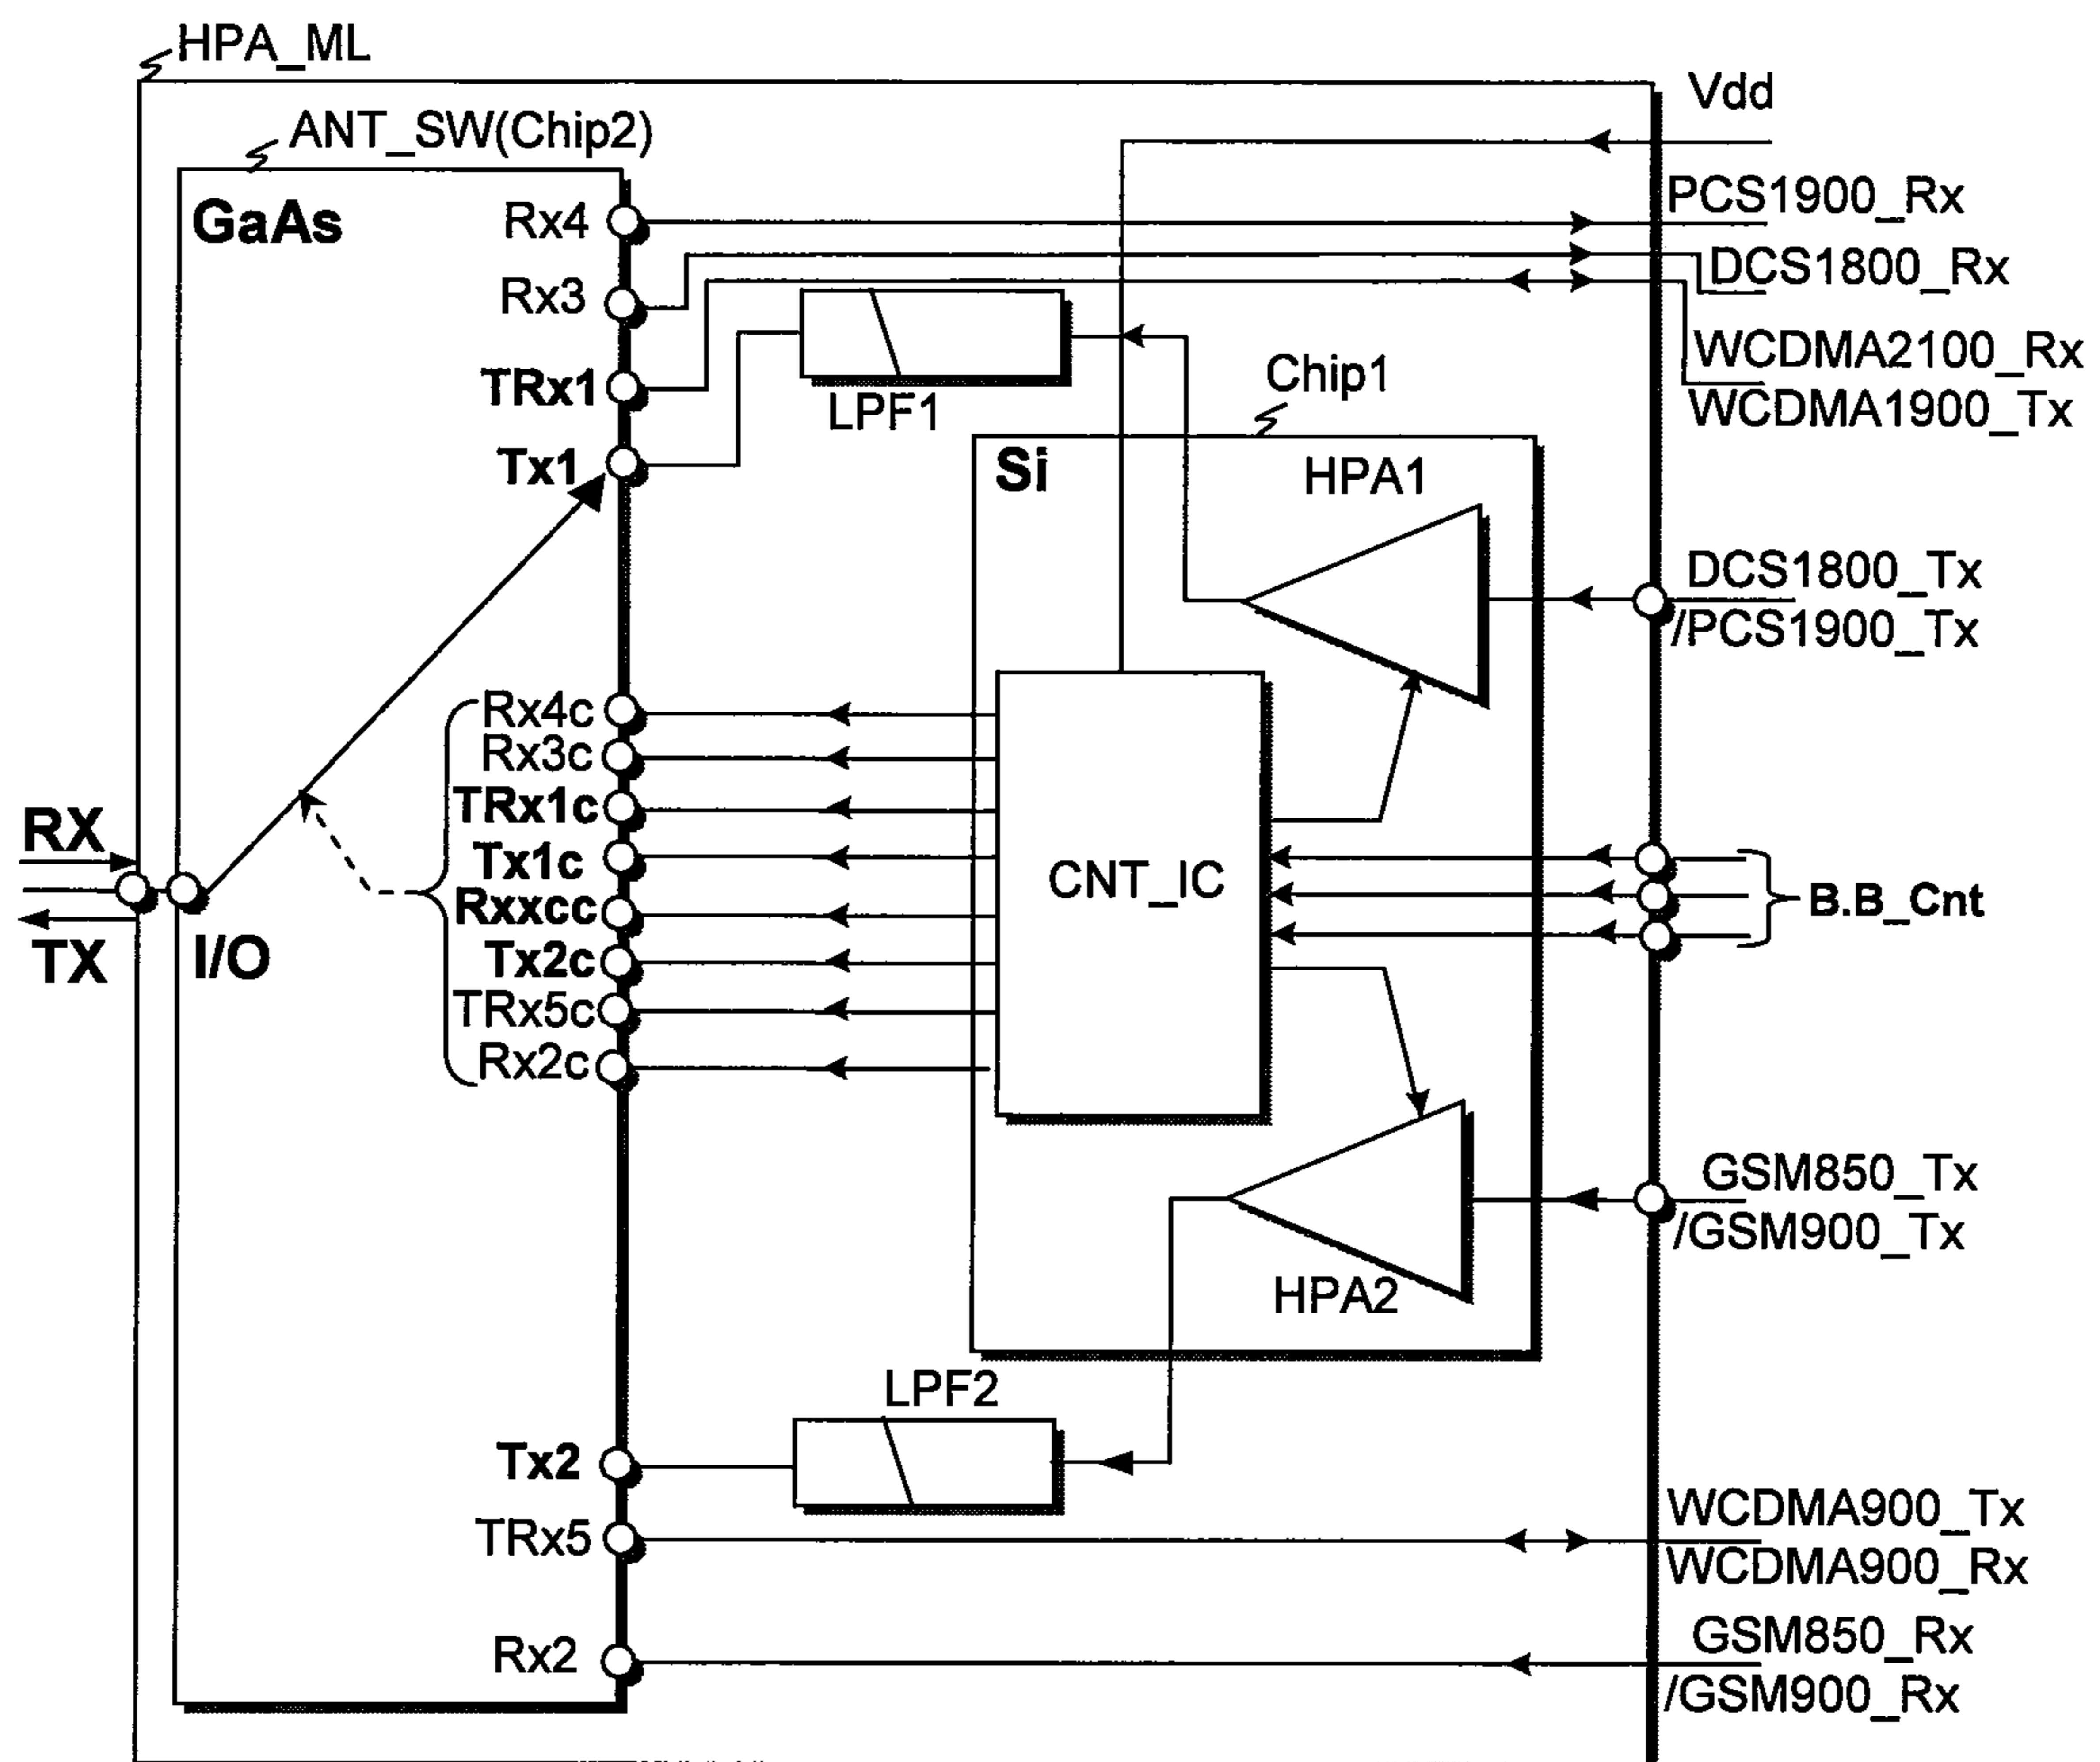 HPA_ML
Vdd
ANT_SW(Chip2)
GaAs
Rx4
PCS1900_Rx
Rx3
DCS1800_Rx
TRx1
WCDMA2100_Rx
WCDMA1900_Tx
LPF1
Chip1
Tx1
Si
HPA1
DCS1800_Tx
/PCS1900_Tx
Rx4c
Rx3c
TRx1c
Tx1c
Rxxcc
Tx2c
TRx5c
Rx2c
RX
TX
I/O
CNT_IC
B.B_Cnt
GSM850_Tx
/GSM900_Tx
HPA2
LPF2
Tx2
TRx5
WCDMA900_Tx
WCDMA900_Rx
Rx2
GSM850_Rx
/GSM900_Rx